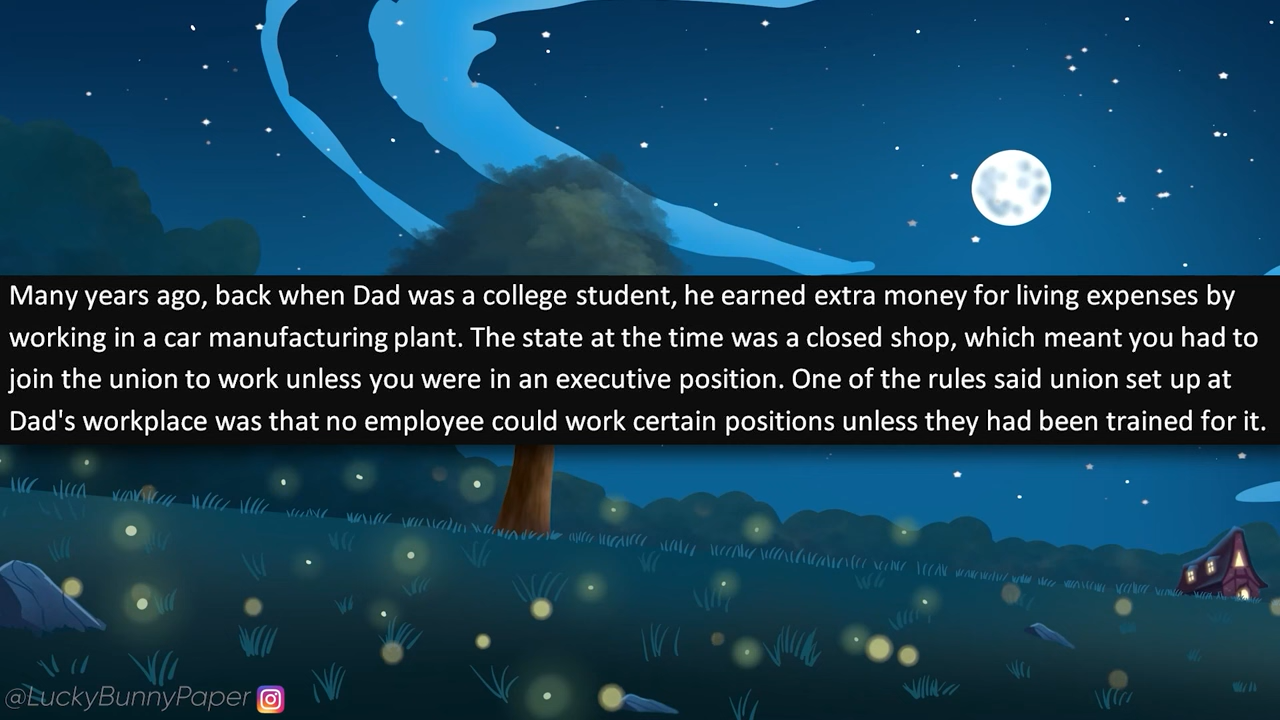 Many years ago, back when Dad was a college student, he earned extra money for living expenses by
working in a car manufacturing plant. The state at the time was a closed shop, which meant you had to
join the union to work unless you were in an executive position. One of the rules said union set up at
Dad's workplace was that no employee could work certain positions unless they had been trained for it.
@LuckyBunnyPaper